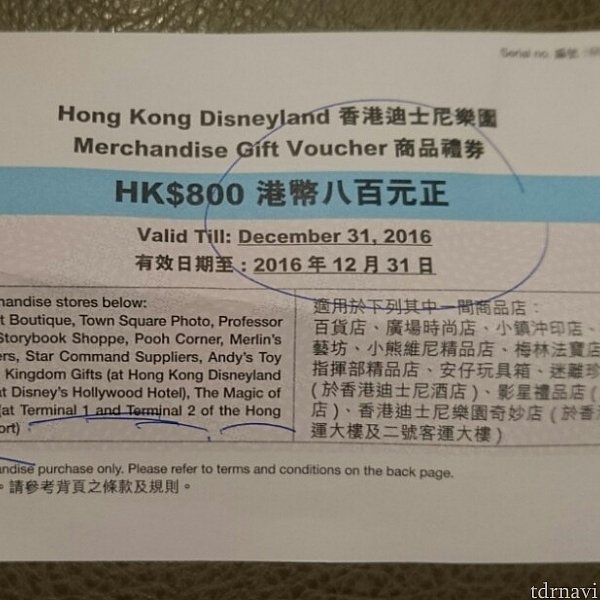 Serial no. 編號
Hong Kong Disneyland 香港迪士尼樂園
Merchandise Gift Voucher 商品禮券
HK$800 港幣八百元正
Valid Till: December 31, 2016
有效日期至：2016 年 12 月 31 日
handise stores below:
t Boutique, Town Square Photo, Professor
Storybook Shoppe, Pooh Corner, Merlin's
ers, Star Command Suppliers, Andy's Toy
Kingdom Gifts (at Hong Kong Disneyland
at Disney's Hollywood Hotel), The Magic of
(at Terminal 1 and Terminal 2 of the Hong
ort)
適用於下列其中一間商品店：
百貨店、廣場時尚店、小鎮沖印店、
藝坊、小熊維尼精品店、梅林法寶店
指揮部精品店、安仔玩具箱、迷離珍
(於香港迪士尼酒店)、影星禮品店(
店)、香港迪士尼樂園奇妙店 (於香
運大樓及二號客運大樓)
andise purchase only. Please refer to terms and conditions on the back page.
。請參考背頁之條款及規則。
tdrnavi